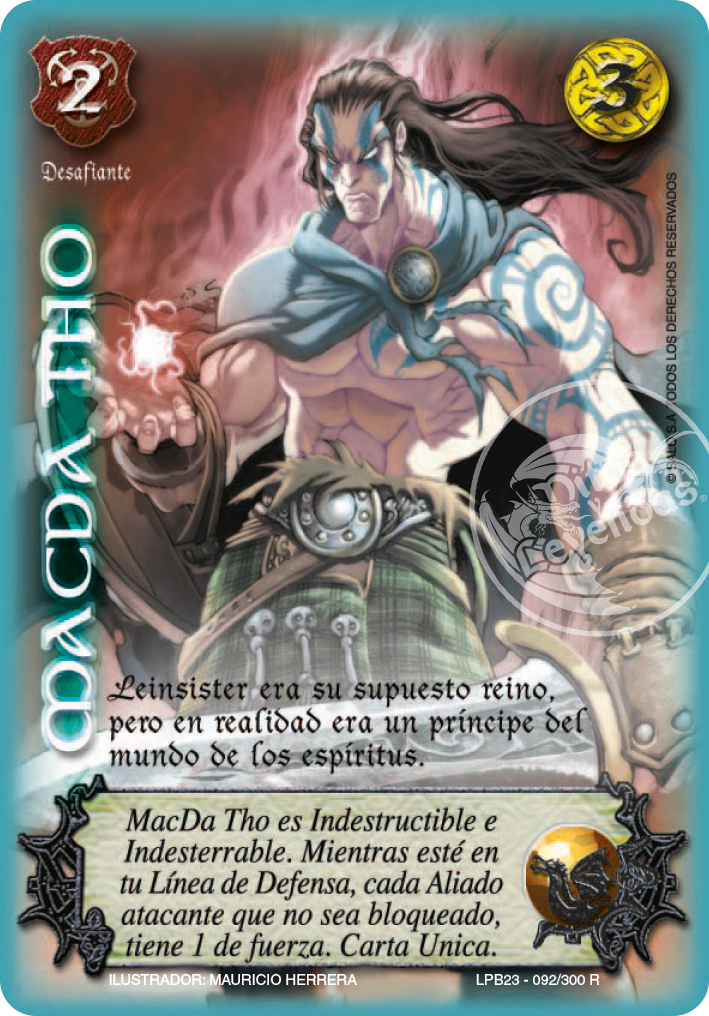 2
3
Desafiante
MACDA THO
© SALO S.A. TODOS LOS DERECHOS RESERVADOS
Leinsister era su supuesto reino,
pero en realidad era un príncipe del
mundo de los espíritus.
MacDa Tho es Indestructible e
Indesterrable. Mientras esté en
tu Línea de Defensa, cada Aliado
atacante que no sea bloqueado,
tiene 1 de fuerza. Carta Unica.
ILUSTRADOR: MAURICIO HERRERA
LPB23 - 092/300 R